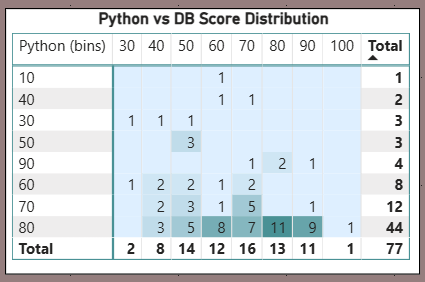 Python vs DB Score Distribution
Python (bins) 30 40 50 60 70 80 90 100 Total
10 1 1
40 1 1 2
30 1 1 1 3
50 3 3
90 1 2 1 4
60 1 2 2 1 2 8
70 2 3 1 5 1 12
80 3 5 8 7 11 9 1 44
Total 2 8 14 12 16 13 11 1 77